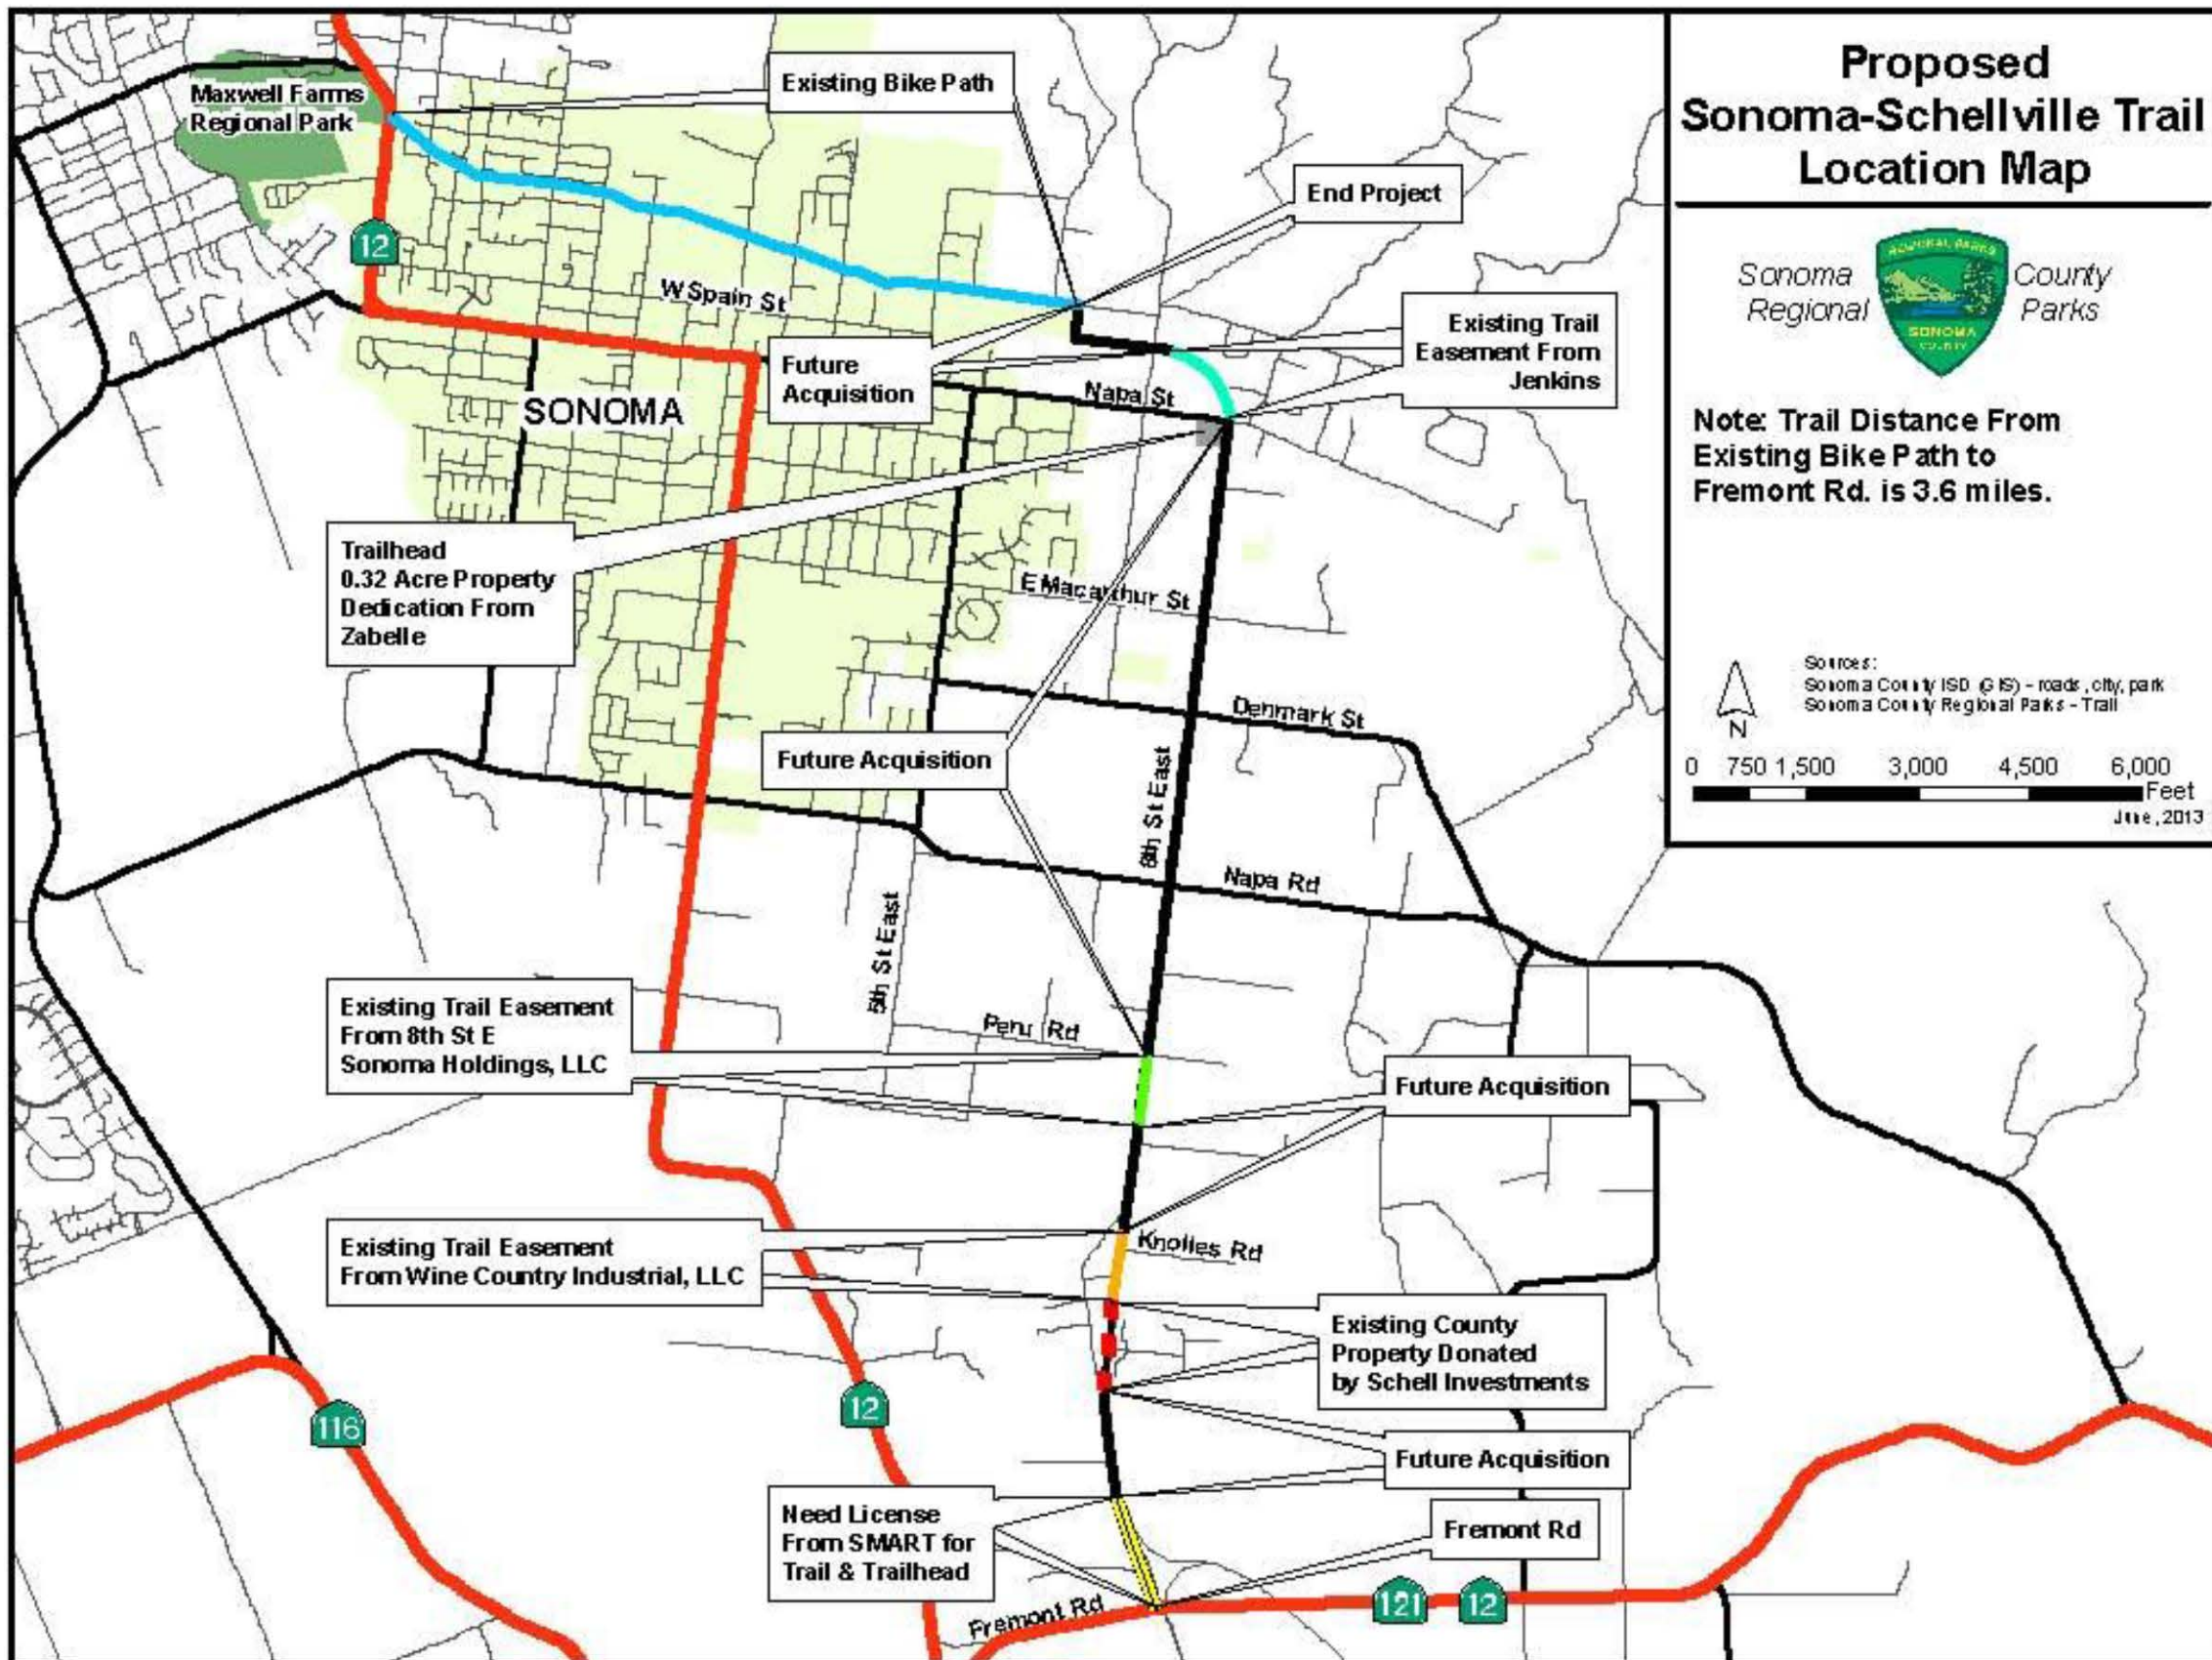 Proposed
Sonoma-Schellville Trail
Location Map
Sonoma
Regional
County
Parks
REGIONAL PARKS
SONOMA
COUNTY
Note: Trail Distance From
Existing Bike Path to
Fremont Rd. is 3.6 miles.
Sources:
Sonoma County ISD (GIS) - roads, city, park
Sonoma County Regional Parks - Trail
N
0 750 1,500 3,000 4,500 6,000
Feet
June, 2013
Maxwell Farms
Regional Park
Existing Bike Path
End Project
12
W Spain St
Existing Trail
Easement From
Jenkins
Future
Acquisition
Napa St
SONOMA
Trailhead
0.32 Acre Property
Dedication From
Zabelle
E Macarthur St
Denmark St
Future Acquisition
8th St East
Napa Rd
5th St East
Existing Trail Easement
From 8th St E
Sonoma Holdings, LLC
Peru Rd
Future Acquisition
Existing Trail Easement
From Wine Country Industrial, LLC
Knolles Rd
Existing County
Property Donated
by Schell Investments
12
116
Future Acquisition
Need License
From SMART for
Trail & Trailhead
Fremont Rd
Fremont Rd
121
12